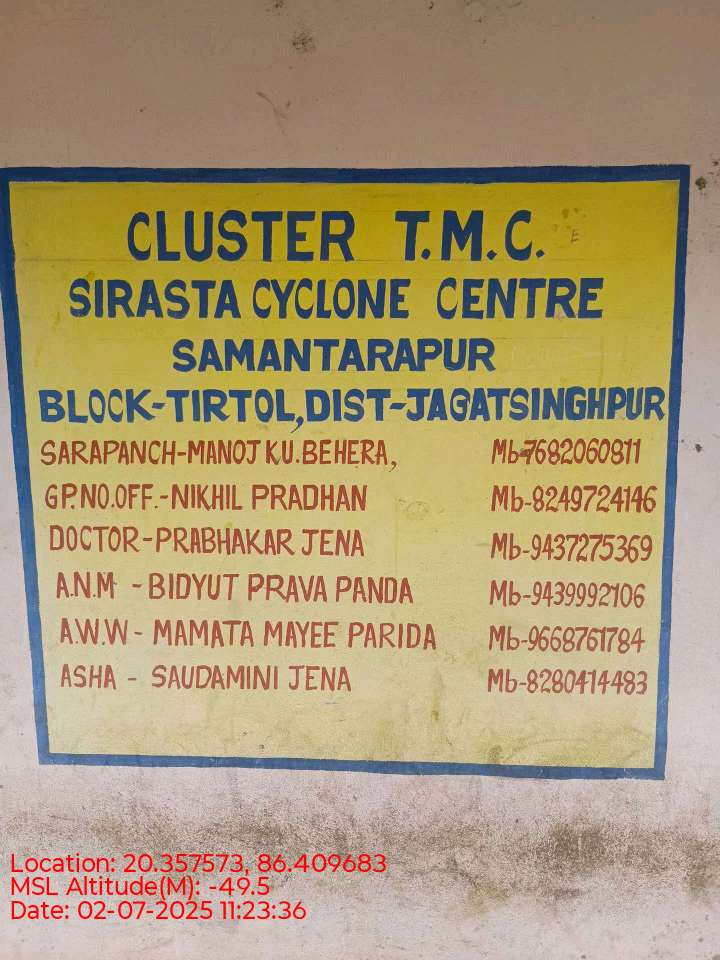 CLUSTER T.M.C.
SIRASTA CYCLONE CENTRE
SAMANTARAPUR
BLOCK-TIRTOL, DIST-JAGATSINGHPUR
SARAPANCH-MANOJ KU. BEHERA, Mb-7682060811
GP. NO. OFF.-NIKHIL PRADHAN Mb-8249724146
DOCTOR-PRABHAKAR JENA Mb-9437275369
A.N.M - BIDYUT PRAVA PANDA Mb-9439992106
A.W.W - MAMATA MAYEE PARIDA Mb-9668761784
ASHA - SAUDAMINI JENA Mb-8280414483
Location: 20.357573, 86.409683
MSL Altitude(M): -49.5
Date: 02-07-2025 11:23:36